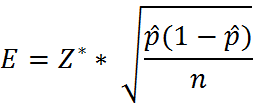 E = Z* * √(p̂(1 − p̂)/n)